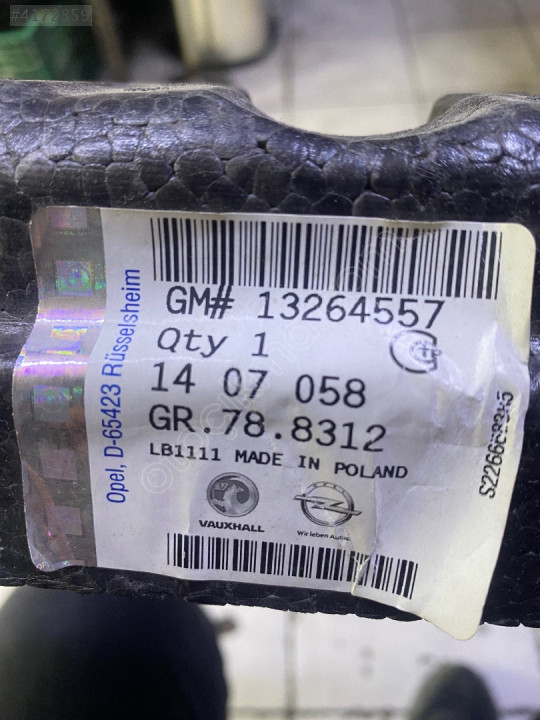 #4172859
Opel, D-65423 Rüsselsheim
GM# 13264557
Qty 1
14 07 058
GR.78.8312
LB1111 MADE IN POLAND
VAUXHALL
Wir leben Autos.